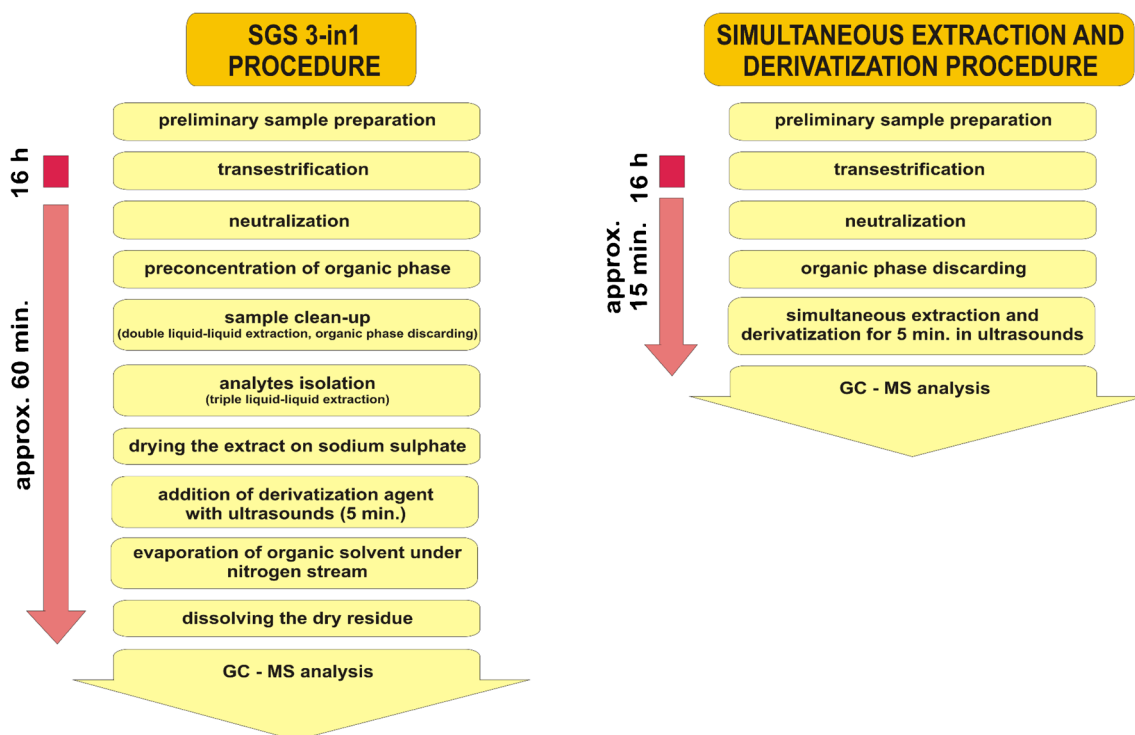 SGS 3-in1
PROCEDURE
preliminary sample preparation
16 h
transestrification
neutralization
preconcentration of organic phase
approx. 60 min.
sample clean-up
(double liquid-liquid extraction, organic phase discarding)
analytes isolation
(triple liquid-liquid extraction)
drying the extract on sodium sulphate
addition of derivatization agent
with ultrasounds (5 min.)
evaporation of organic solvent under
nitrogen stream
dissolving the dry residue
GC - MS analysis
SIMULTANEOUS EXTRACTION AND
DERIVATIZATION PROCEDURE
preliminary sample preparation
16 h
transestrification
neutralization
approx.
15 min.
organic phase discarding
simultaneous extraction and
derivatization for 5 min. in ultrasounds
GC - MS analysis